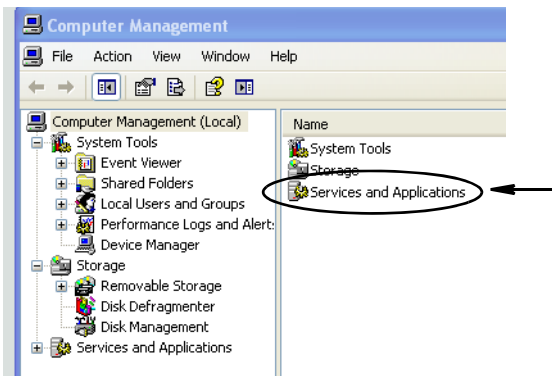 Computer Management
File Action View Window Help
Computer Management (Local)
System Tools
Event Viewer
Shared Folders
Local Users and Groups
Performance Logs and Alert
Device Manager
Storage
Removable Storage
Disk Defragmenter
Disk Management
Services and Applications
Name
System Tools
Storage
Services and Applications